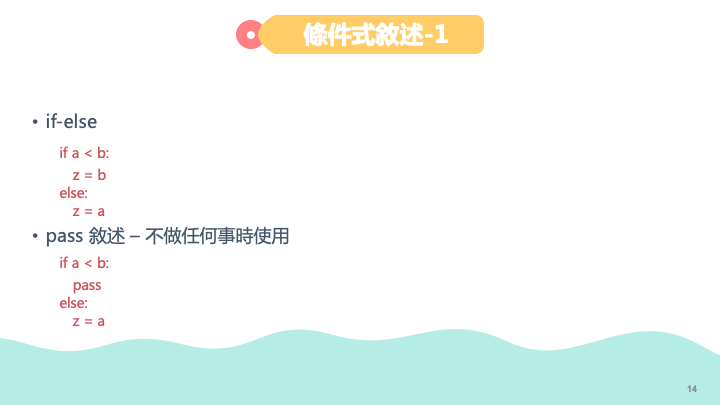 條件式敘述-1
• if-else
if a < b:
z = b
else:
z = a
• pass 敘述 – 不做任何事時使用
if a < b:
pass
else:
z = a
14